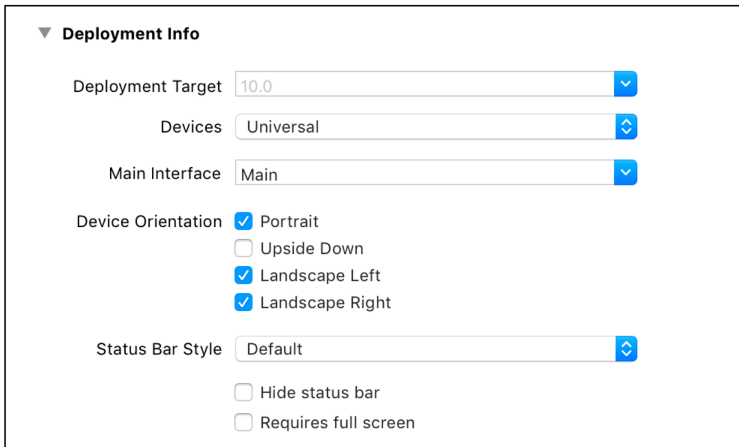 Deployment Info
Deployment Target 10.0
Devices Universal
Main Interface Main
Device Orientation Portrait
Upside Down
Landscape Left
Landscape Right
Status Bar Style Default
Hide status bar
Requires full screen